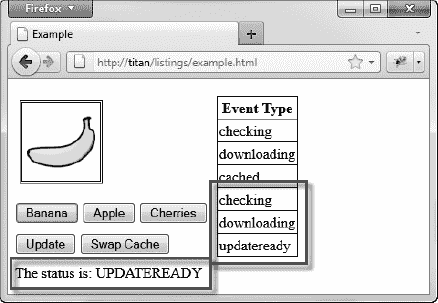 Firefox
Example
http://titan/listings/example.html
Event Type
checking
downloading
cached
checking
downloading
updateready
Banana Apple Cherries
Update Swap Cache
The status is: UPDATEREADY